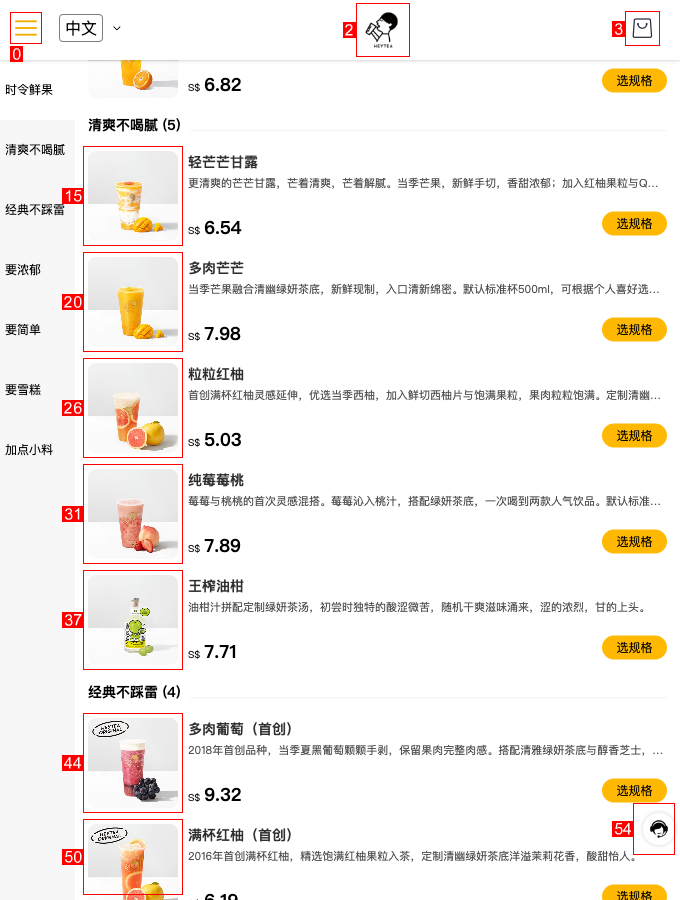 0
中文
2
HEYTEA
3
时令鲜果
清爽不喝腻
经典不踩雷
要浓郁
要简单
要雪糕
加点小料
S$ 6.82
选规格
清爽不喝腻 (5)
15
轻芒芒甘露
更清爽的芒芒甘露，芒着清爽，芒着解腻。当季芒果，新鲜手切，香甜浓郁；加入红柚果粒与Q...
S$ 6.54
选规格
20
多肉芒芒
当季芒果融合清幽绿妍茶底，新鲜现制，入口清新绵密。默认标准杯500ml，可根据个人喜好选...
S$ 7.98
选规格
26
粒粒红柚
首创满杯红柚灵感延伸，优选当季西柚，加入鲜切西柚片与饱满果粒，果肉粒粒饱满。定制清幽...
S$ 5.03
选规格
31
纯莓莓桃
莓莓与桃桃的首次灵感混搭。莓莓沁入桃汁，搭配绿妍茶底，一次喝到两款人气饮品。默认标准...
S$ 7.89
选规格
37
王榨油柑
油柑汁拼配定制绿妍茶汤，初尝时独特的酸涩微苦，随机干爽滋味涌来，涩的浓烈，甘的上头。
S$ 7.71
选规格
经典不踩雷 (4)
44
HEYTEA
ORIGINAL
多肉葡萄（首创）
2018年首创品种，当季夏黑葡萄颗颗手剥，保留果肉完整肉感。搭配清雅绿妍茶底与醇香芝士，...
S$ 9.32
选规格
54
50
HEYTEA
ORIGINAL
满杯红柚（首创）
2016年首创满杯红柚，精选饱满红柚果粒入茶，定制清幽绿妍茶底洋溢茉莉花香，酸甜怡人。
S$ 6.19
选规格